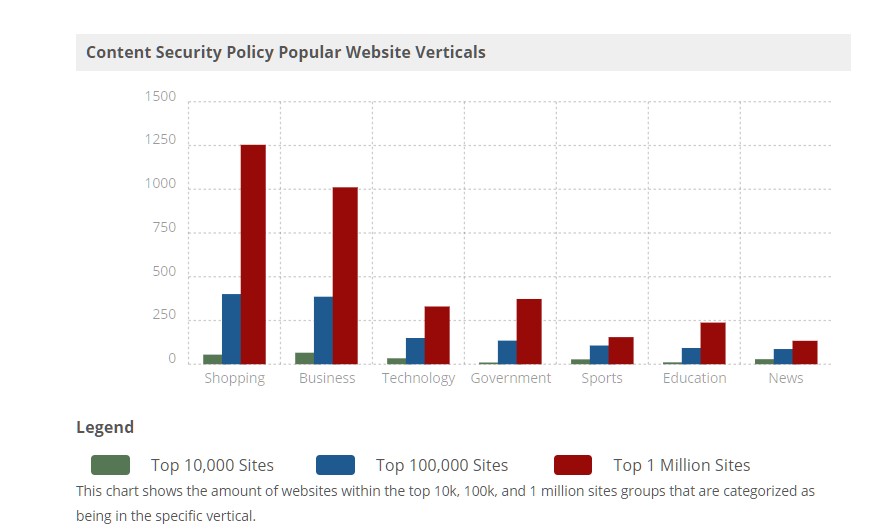 Content Security Policy Popular Website Verticals
1500
1250
1000
750
500
250
0
Shopping Business Technology Government Sports Education News
Legend
Top 10,000 Sites Top 100,000 Sites Top 1 Million Sites
This chart shows the amount of websites within the top 10k, 100k, and 1 million sites groups that are categorized as
being in the specific vertical.